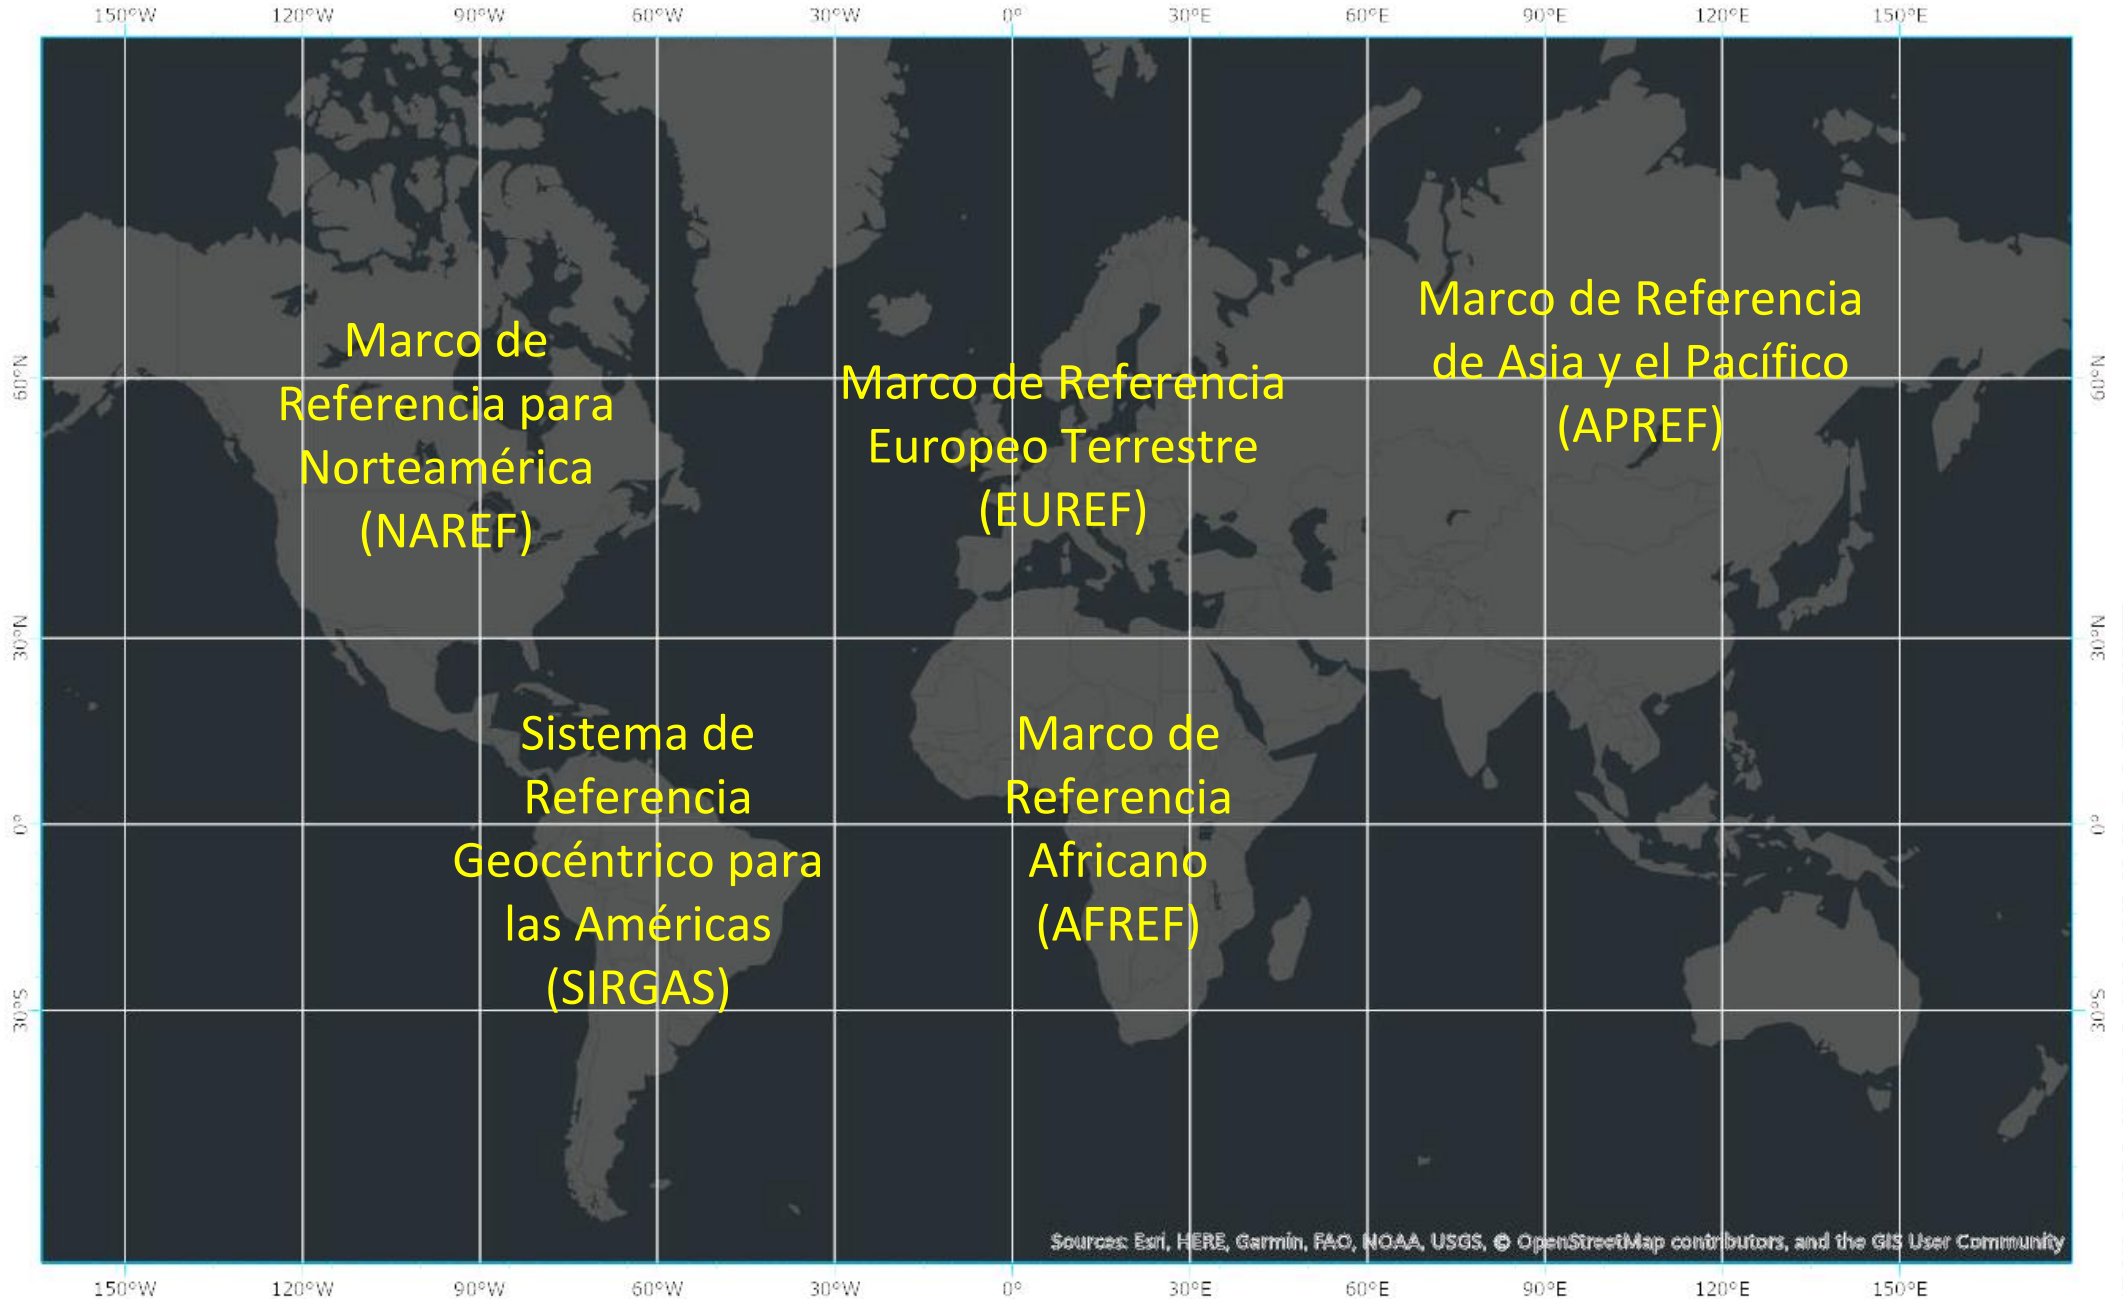 150°W 120°W 90°W 60°W 30°W 0° 30°E 60°E 90°E 120°E 150°E
Marco de
Referencia para
Norteamérica
(NAREF)
Marco de Referencia
Europeo Terrestre
(EUREF)
Marco de Referencia
de Asia y el Pacífico
(APREF)
Sistema de
Referencia
Geocéntrico para
las Américas
(SIRGAS)
Marco de
Referencia
Africano
(AFREF)
60°N
30°N
0°
30°S
60°N
30°N
0°
30°S
Sources: Esri, HERE, Garmin, FAO, NOAA, USGS, © OpenStreetMap contributors, and the GIS User Community
150°W 120°W 90°W 60°W 30°W 0° 30°E 60°E 90°E 120°E 150°E